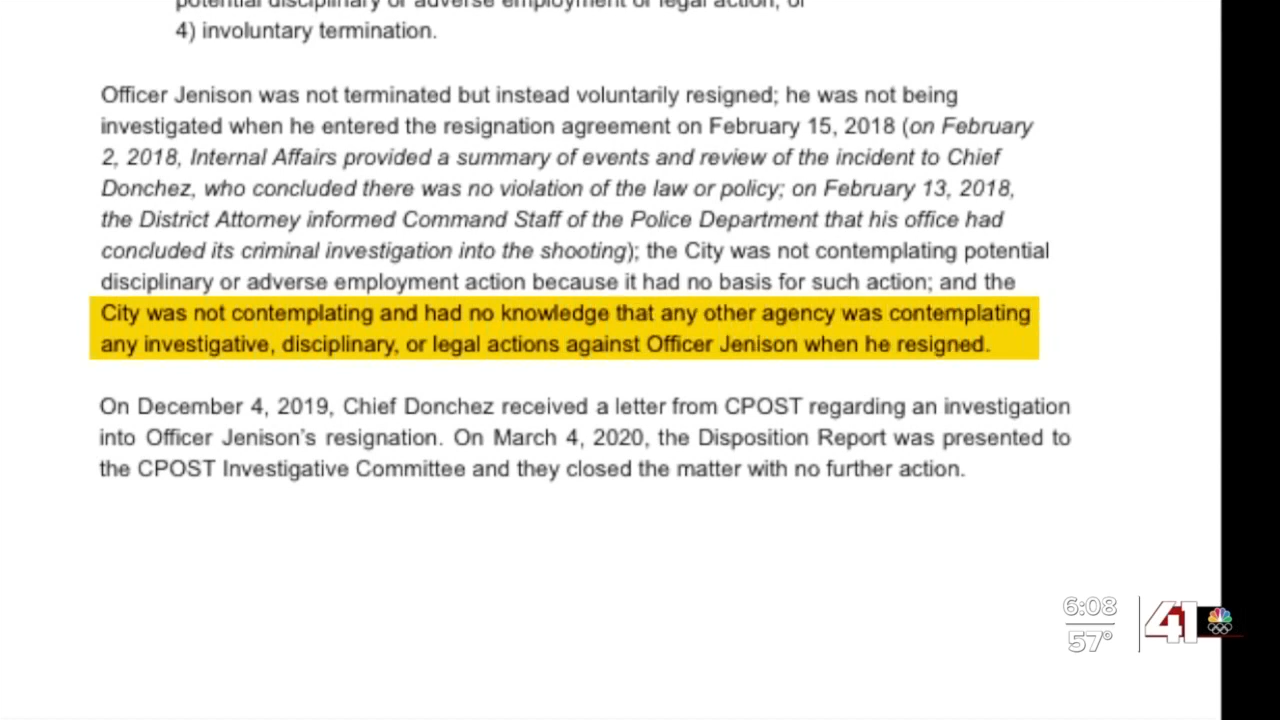 potential disciplinary or adverse employment or legal action; or
4) involuntary termination.
Officer Jenison was not terminated but instead voluntarily resigned; he was not being
investigated when he entered the resignation agreement on February 15, 2018 (on February
2, 2018, Internal Affairs provided a summary of events and review of the incident to Chief
Donchez, who concluded there was no violation of the law or policy; on February 13, 2018,
the District Attorney informed Command Staff of the Police Department that his office had
concluded its criminal investigation into the shooting); the City was not contemplating potential
disciplinary or adverse employment action because it had no basis for such action; and the
City was not contemplating and had no knowledge that any other agency was contemplating
any investigative, disciplinary, or legal actions against Officer Jenison when he resigned.
On December 4, 2019, Chief Donchez received a letter from CPOST regarding an investigation
into Officer Jenison's resignation. On March 4, 2020, the Disposition Report was presented to
the CPOST Investigative Committee and they closed the matter with no further action.
6:08
57°
41